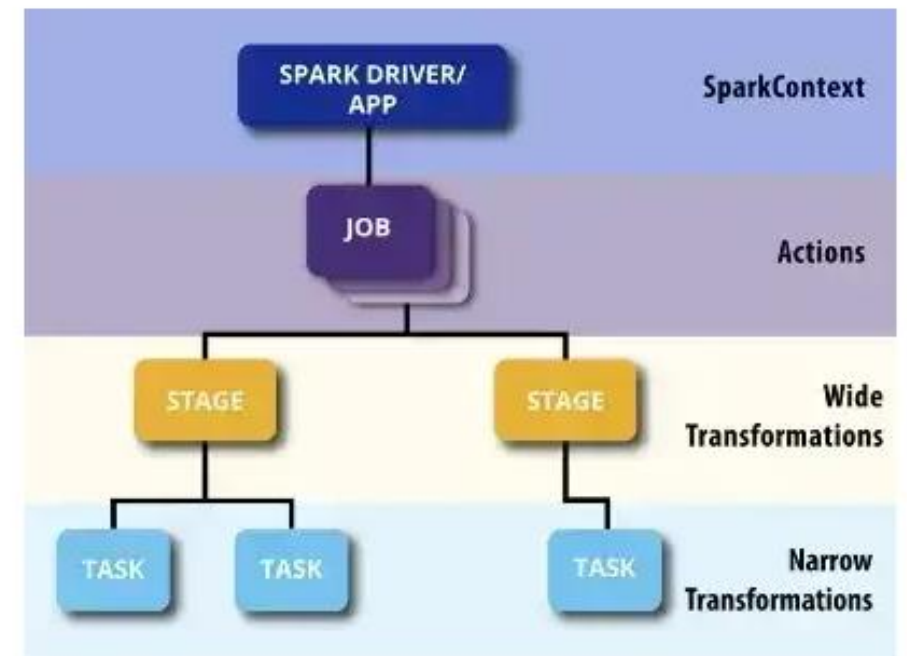 SPARK DRIVER/
APP
SparkContext
JOB
Actions
STAGE
STAGE
Wide
Transformations
TASK
TASK
TASK
Narrow
Transformations